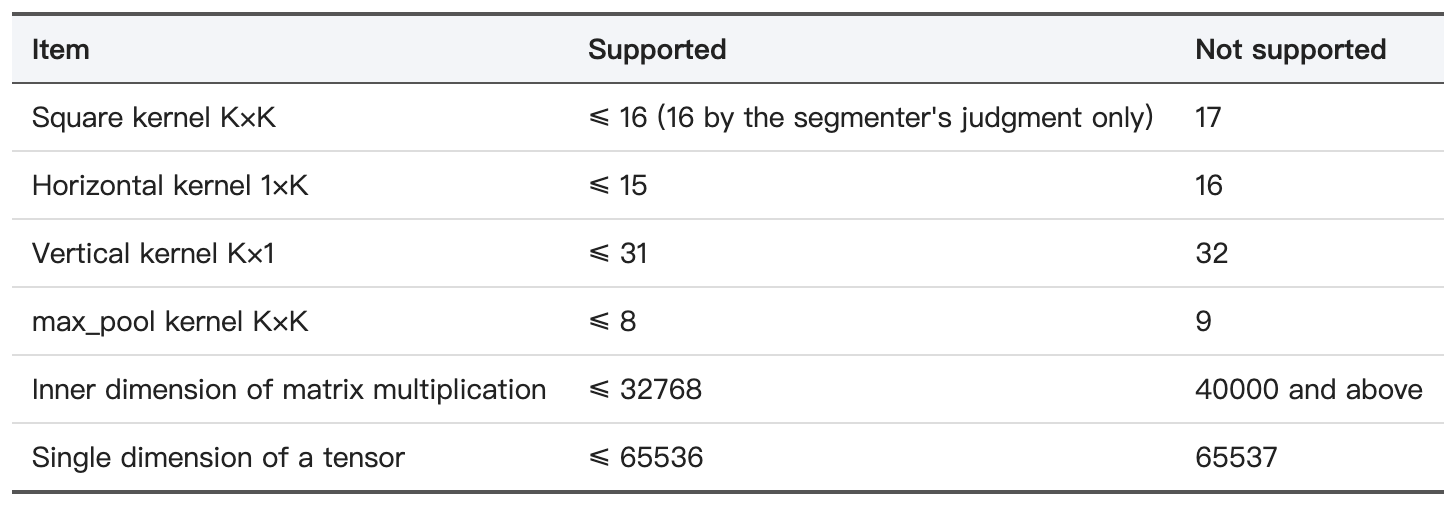 Item Supported Not supported
Square kernel K×K ⩽ 16 (16 by the segmenter's judgment only) 17
Horizontal kernel 1×K ⩽ 15 16
Vertical kernel K×1 ⩽ 31 32
max_pool kernel K×K ⩽ 8 9
Inner dimension of matrix multiplication ⩽ 32768 40000 and above
Single dimension of a tensor ⩽ 65536 65537